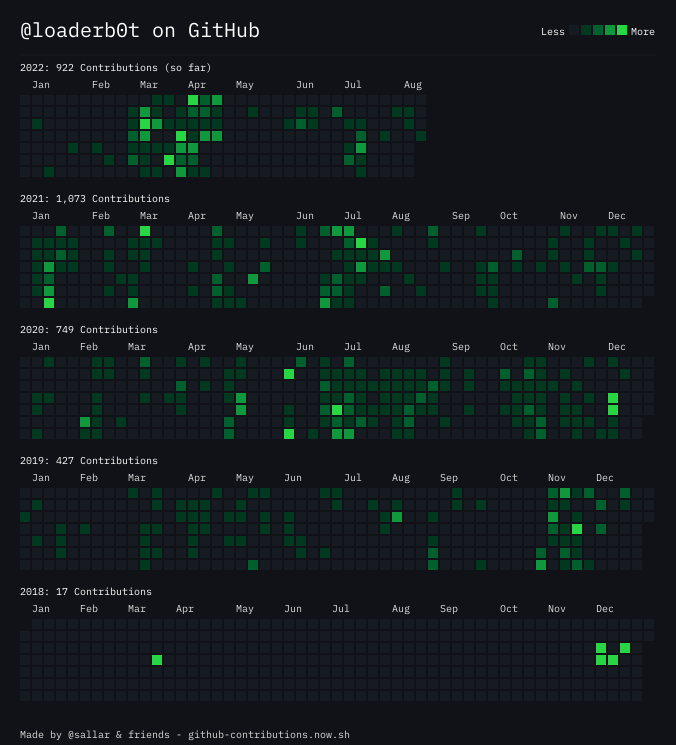 @loaderb0t on GitHub
Less More
2022: 922 Contributions (so far)
Jan Feb Mar Apr May Jun Jul Aug
2021: 1,073 Contributions
Jan Feb Mar Apr May Jun Jul Aug Sep Oct Nov Dec
2020: 749 Contributions
Jan Feb Mar Apr May Jun Jul Aug Sep Oct Nov Dec
2019: 427 Contributions
Jan Feb Mar Apr May Jun Jul Aug Sep Oct Nov Dec
2018: 17 Contributions
Jan Feb Mar Apr May Jun Jul Aug Sep Oct Nov Dec
Made by @sallar & friends - github-contributions.now.sh